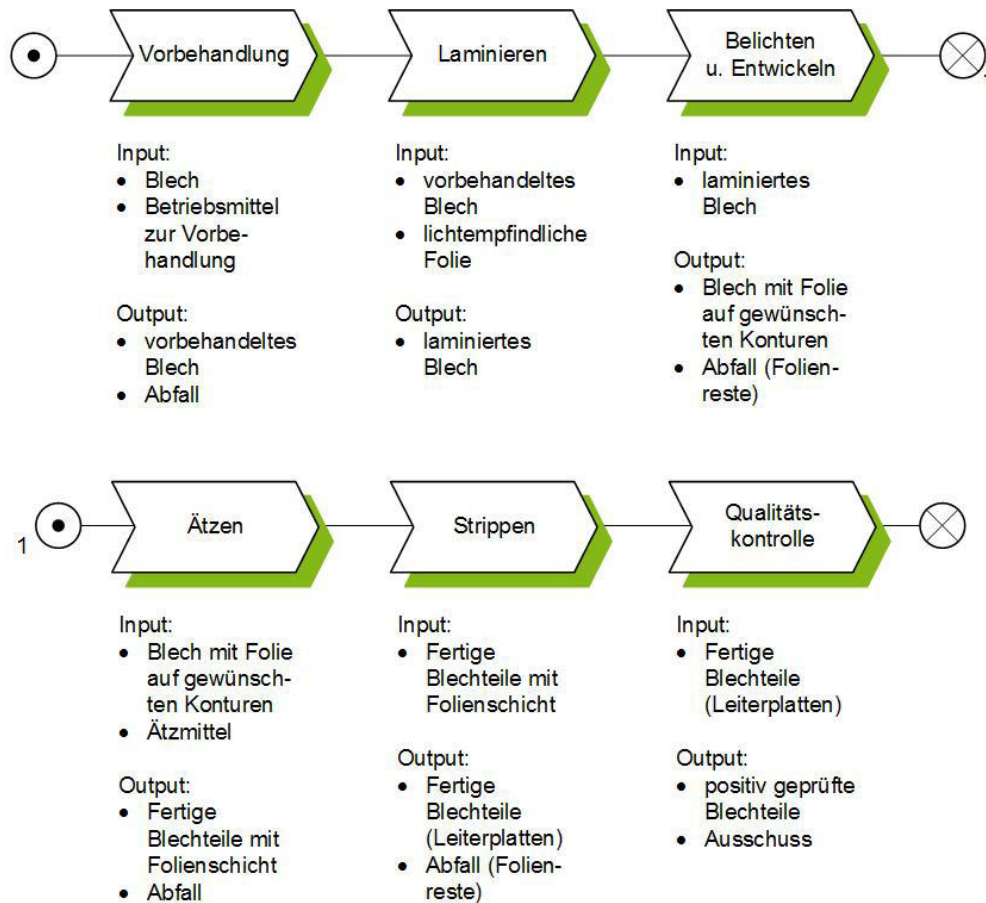 Vorbehandlung
Laminieren
Belichten
u. Entwickeln
Input:
• Blech
• Betriebsmittel
zur Vorbe-
handlung
Output:
• vorbehandeltes
Blech
• Abfall
Input:
• vorbehandeltes
Blech
• lichtempfindliche
Folie
Output:
• laminiertes
Blech
Input:
• laminiertes
Blech
Output:
• Blech mit Folie
auf gewünsch-
ten Konturen
• Abfall (Folien-
reste)
1
Ätzen
Strippen
Qualitäts-
kontrolle
Input:
• Blech mit Folie
auf gewünsch-
ten Konturen
• Ätzmittel
Output:
• Fertige
Blechteile mit
Folienschicht
• Abfall
Input:
• Fertige
Blechteile mit
Folienschicht
Output:
• Fertige
Blechteile
(Leiterplatten)
• Abfall (Folien-
reste)
Input:
• Fertige
Blechteile
(Leiterplatten)
Output:
• positiv geprüfte
Blechteile
• Ausschuss